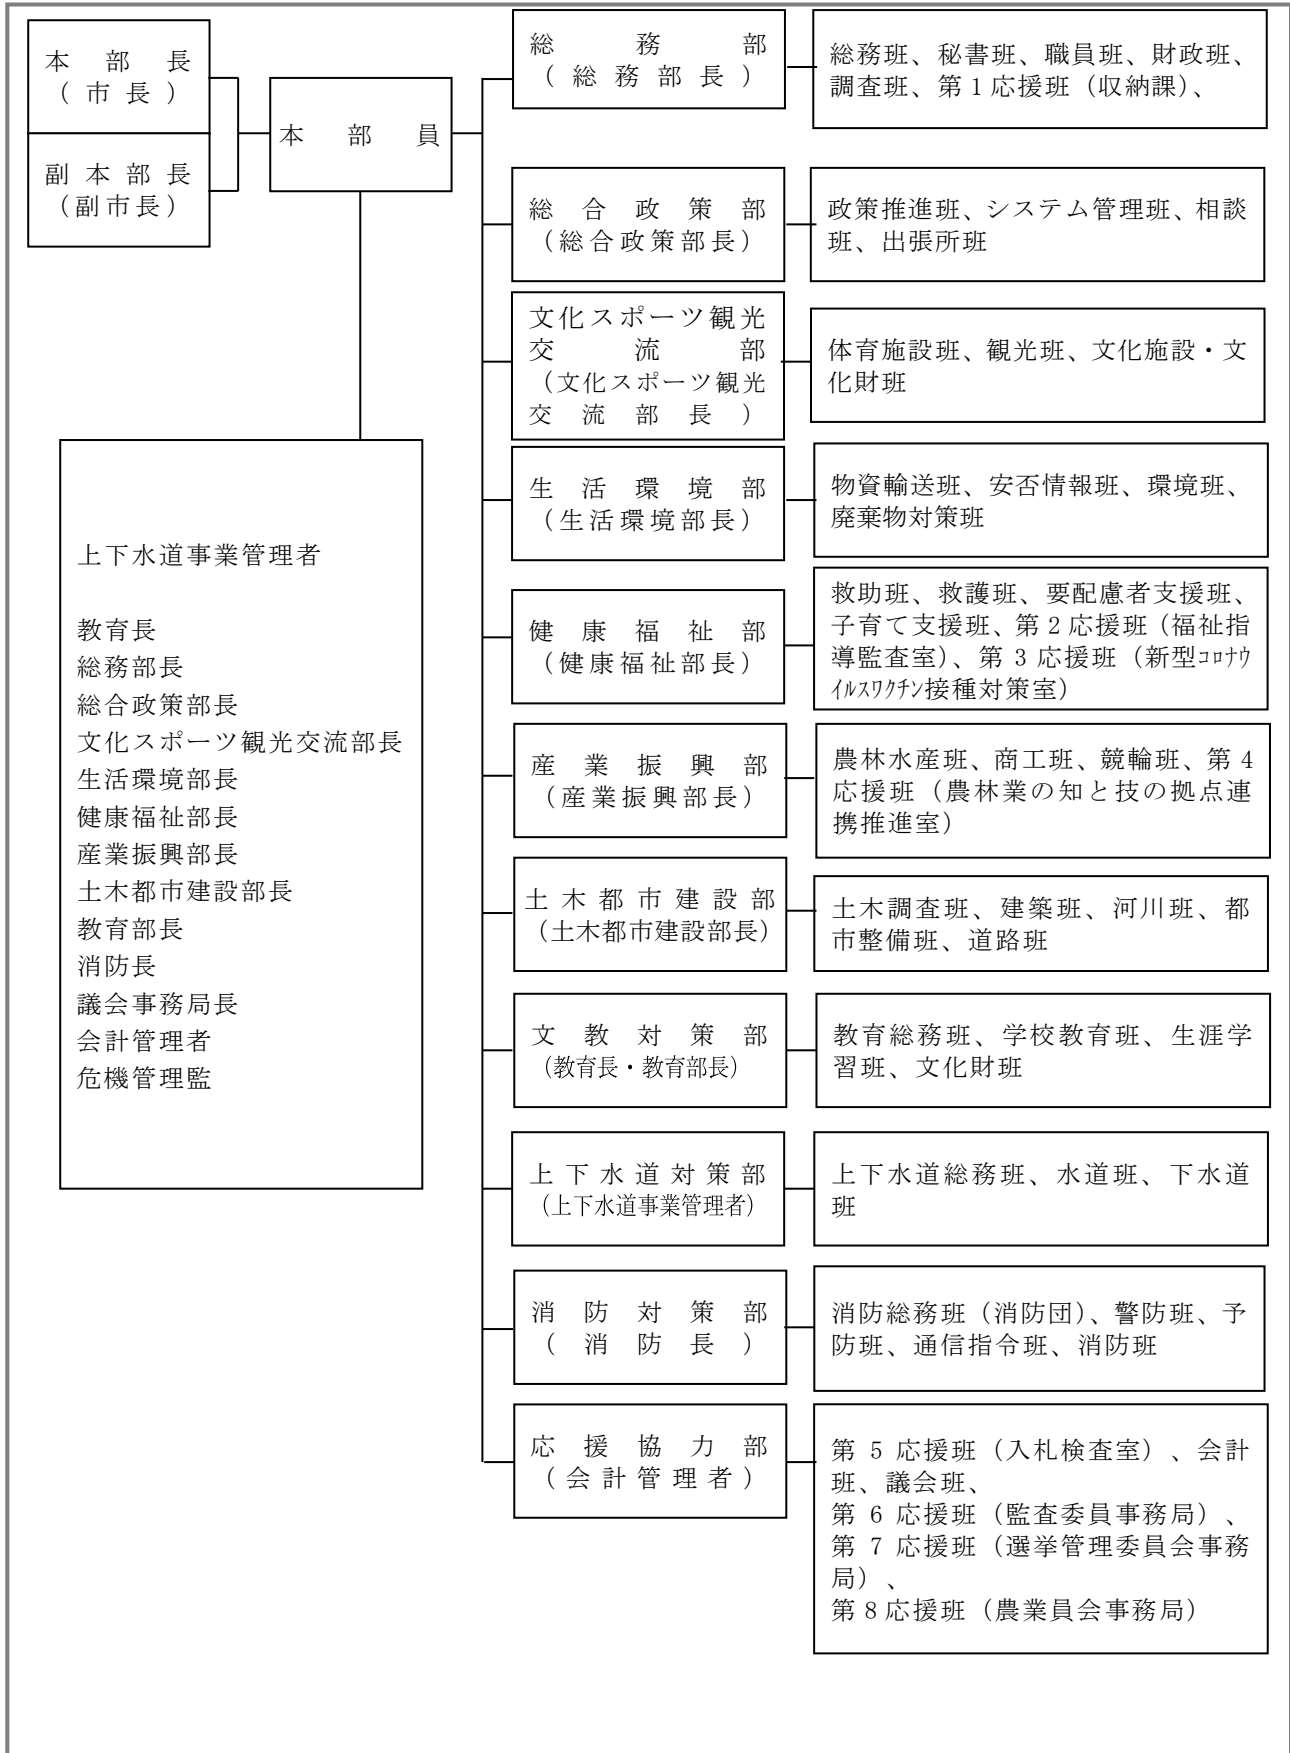 本部長
（市長）
副本部長
（副市長）
本部員
上下水道事業管理者
教育長
総務部長
総合政策部長
文化スポーツ観光交流部長
生活環境部長
健康福祉部長
産業振興部長
土木都市建設部長
教育部長
消防長
議会事務局長
会計管理者
危機管理監
総務部
（総務部長）
総務班、秘書班、職員班、財政班、
調査班、第１応援班（収納課）、
総合政策部
（総合政策部長）
政策推進班、システム管理班、相談
班、出張所班
文化スポーツ観光
交流部
（文化スポーツ観光
交流部長）
体育施設班、観光班、文化施設・文
化財班
生活環境部
（生活環境部長）
物資輸送班、安否情報班、環境班、
廃棄物対策班
健康福祉部
（健康福祉部長）
救助班、救護班、要配慮者支援班、
子育て支援班、第２応援班（福祉指
導監査室）、第３応援班（新型ｺﾛﾅｳ
ｲﾙｽﾜｸﾁﾝ接種対策室）
産業振興部
（産業振興部長）
農林水産班、商工班、競輪班、第４
応援班（農林業の知と技の拠点連
携推進室）
土木都市建設部
（土木都市建設部長）
土木調査班、建築班、河川班、都
市整備班、道路班
文教対策部
（教育長・教育部長）
教育総務班、学校教育班、生涯学
習班、文化財班
上下水道対策部
（上下水道事業管理者）
上下水道総務班、水道班、下水道
班
消防対策部
（消防長）
消防総務班（消防団）、警防班、予
防班、通信指令班、消防班
応援協力部
（会計管理者）
第５応援班（入札検査室）、会計
班、議会班、
第６応援班（監査委員事務局）、
第７応援班（選挙管理委員会事務
局）、
第８応援班（農業員会事務局）